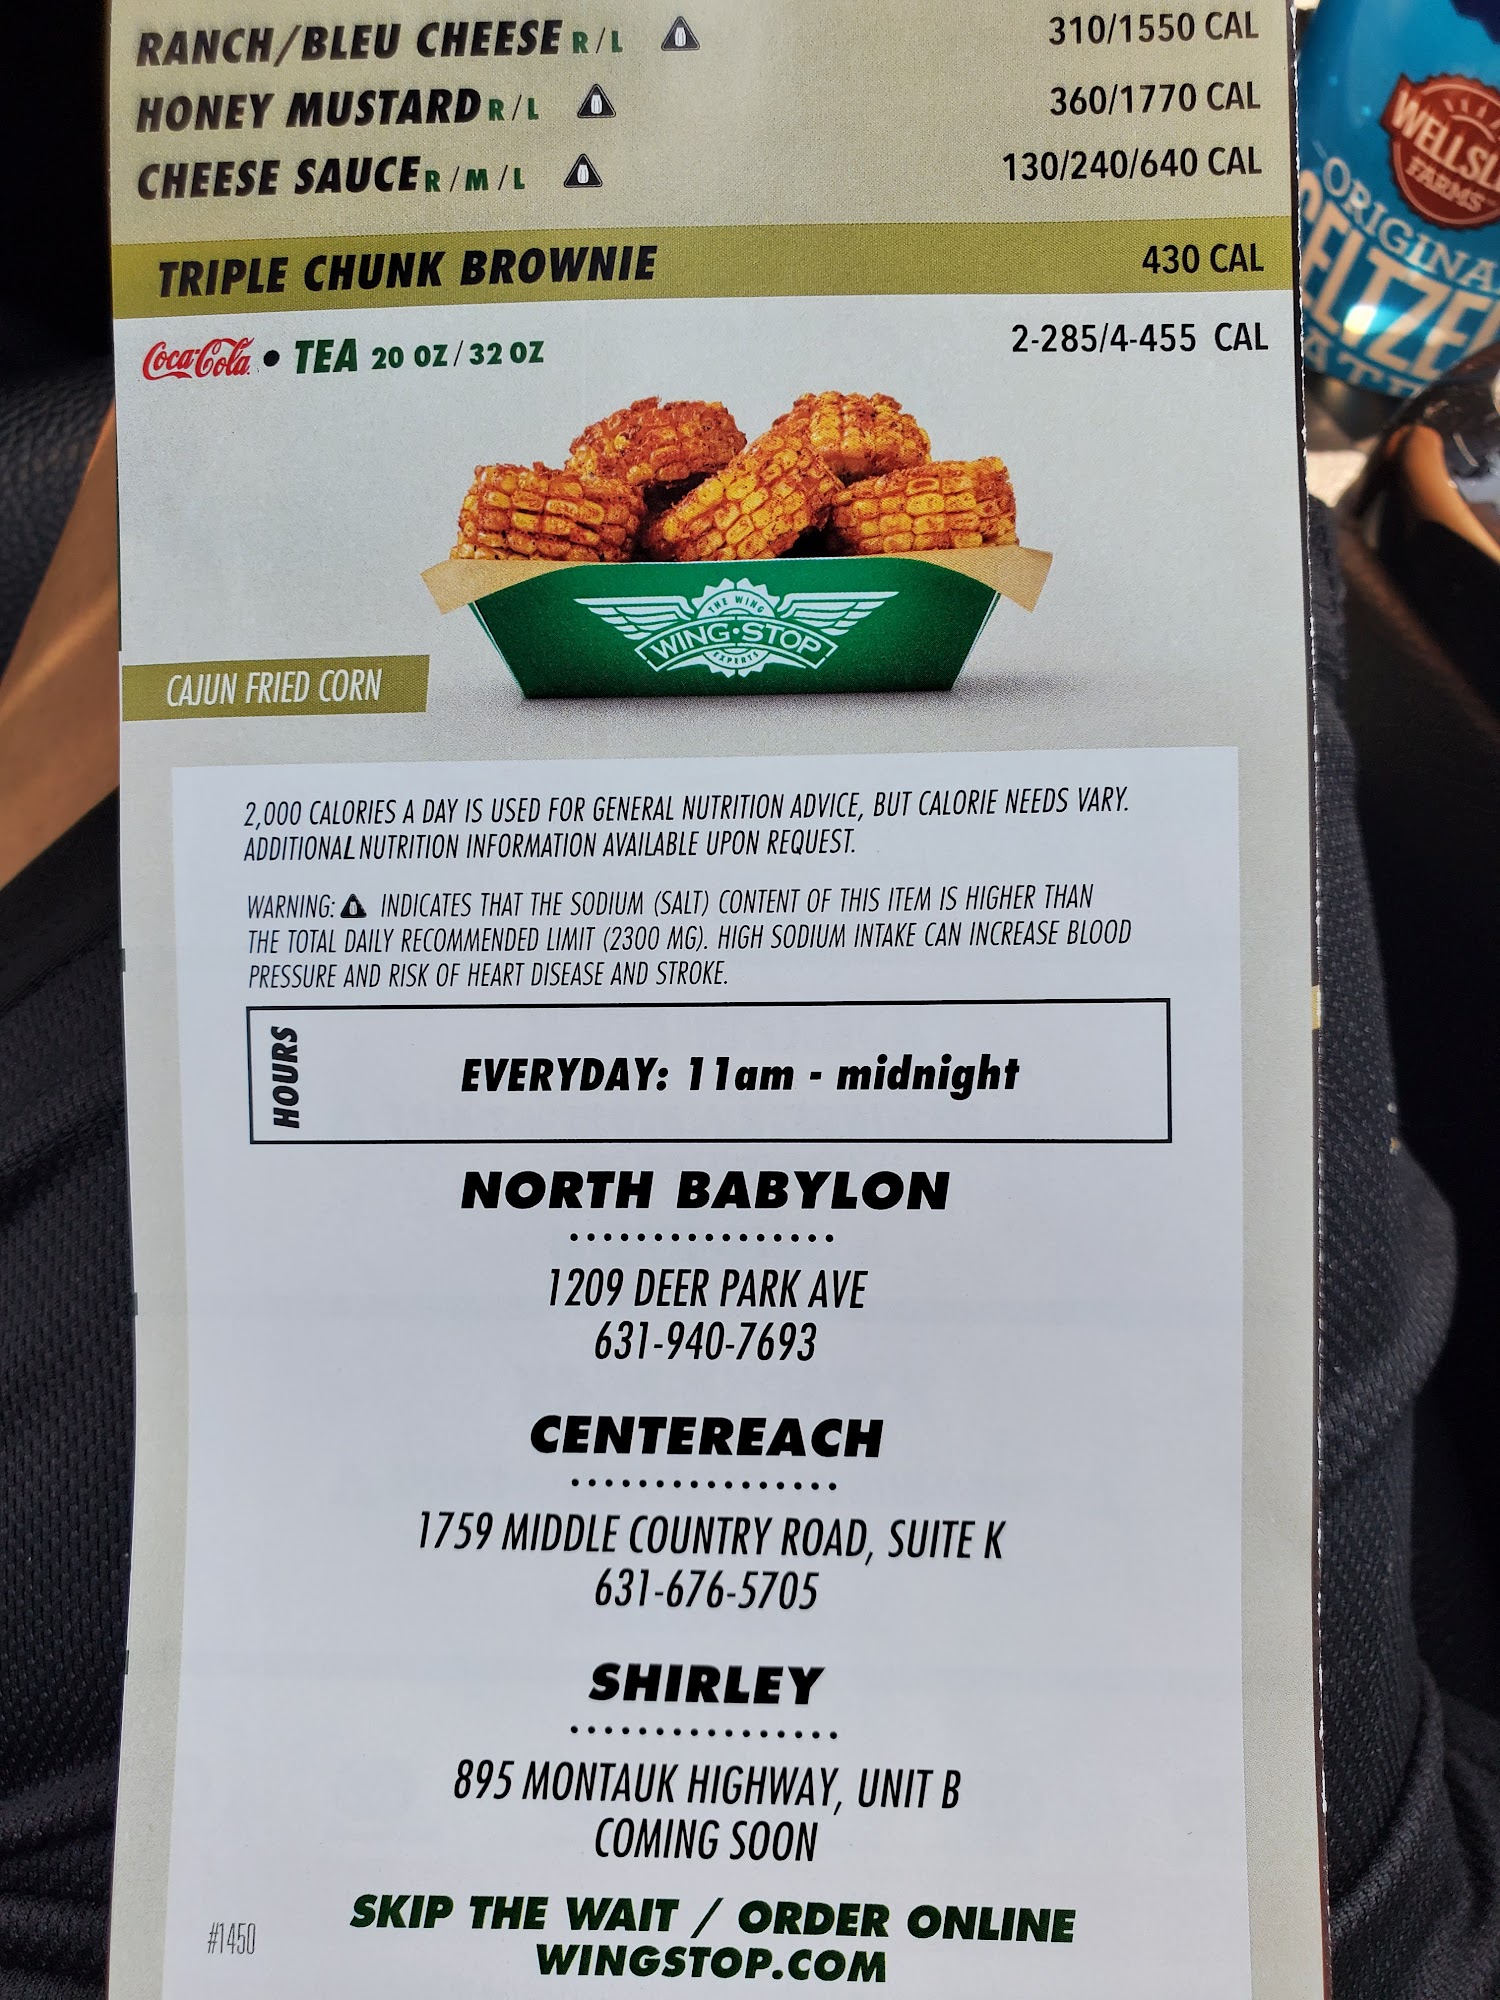 RANCH/BLEU CHEESE R/L 310/1550 CAL
HONEY MUSTARD R/L 360/1770 CAL
CHEESE SAUCE R/M/L 130/240/640 CAL
TRIPLE CHUNK BROWNIE 430 CAL
Coca-Cola • TEA 20 OZ/32 OZ 2-285/4-455 CAL
THE WING
WING•STOP
EXPERTS
CAJUN FRIED CORN
2,000 CALORIES A DAY IS USED FOR GENERAL NUTRITION ADVICE, BUT CALORIE NEEDS VARY.
ADDITIONAL NUTRITION INFORMATION AVAILABLE UPON REQUEST.
WARNING: INDICATES THAT THE SODIUM (SALT) CONTENT OF THIS ITEM IS HIGHER THAN
THE TOTAL DAILY RECOMMENDED LIMIT (2300 MG). HIGH SODIUM INTAKE CAN INCREASE BLOOD
PRESSURE AND RISK OF HEART DISEASE AND STROKE.
HOURS
EVERYDAY: 11am - midnight
NORTH BABYLON
1209 DEER PARK AVE
631-940-7693
CENTEREACH
1759 MIDDLE COUNTRY ROAD, SUITE K
631-676-5705
SHIRLEY
895 MONTAUK HIGHWAY, UNIT B
COMING SOON
SKIP THE WAIT / ORDER ONLINE
WINGSTOP.COM
#1450
FARMS